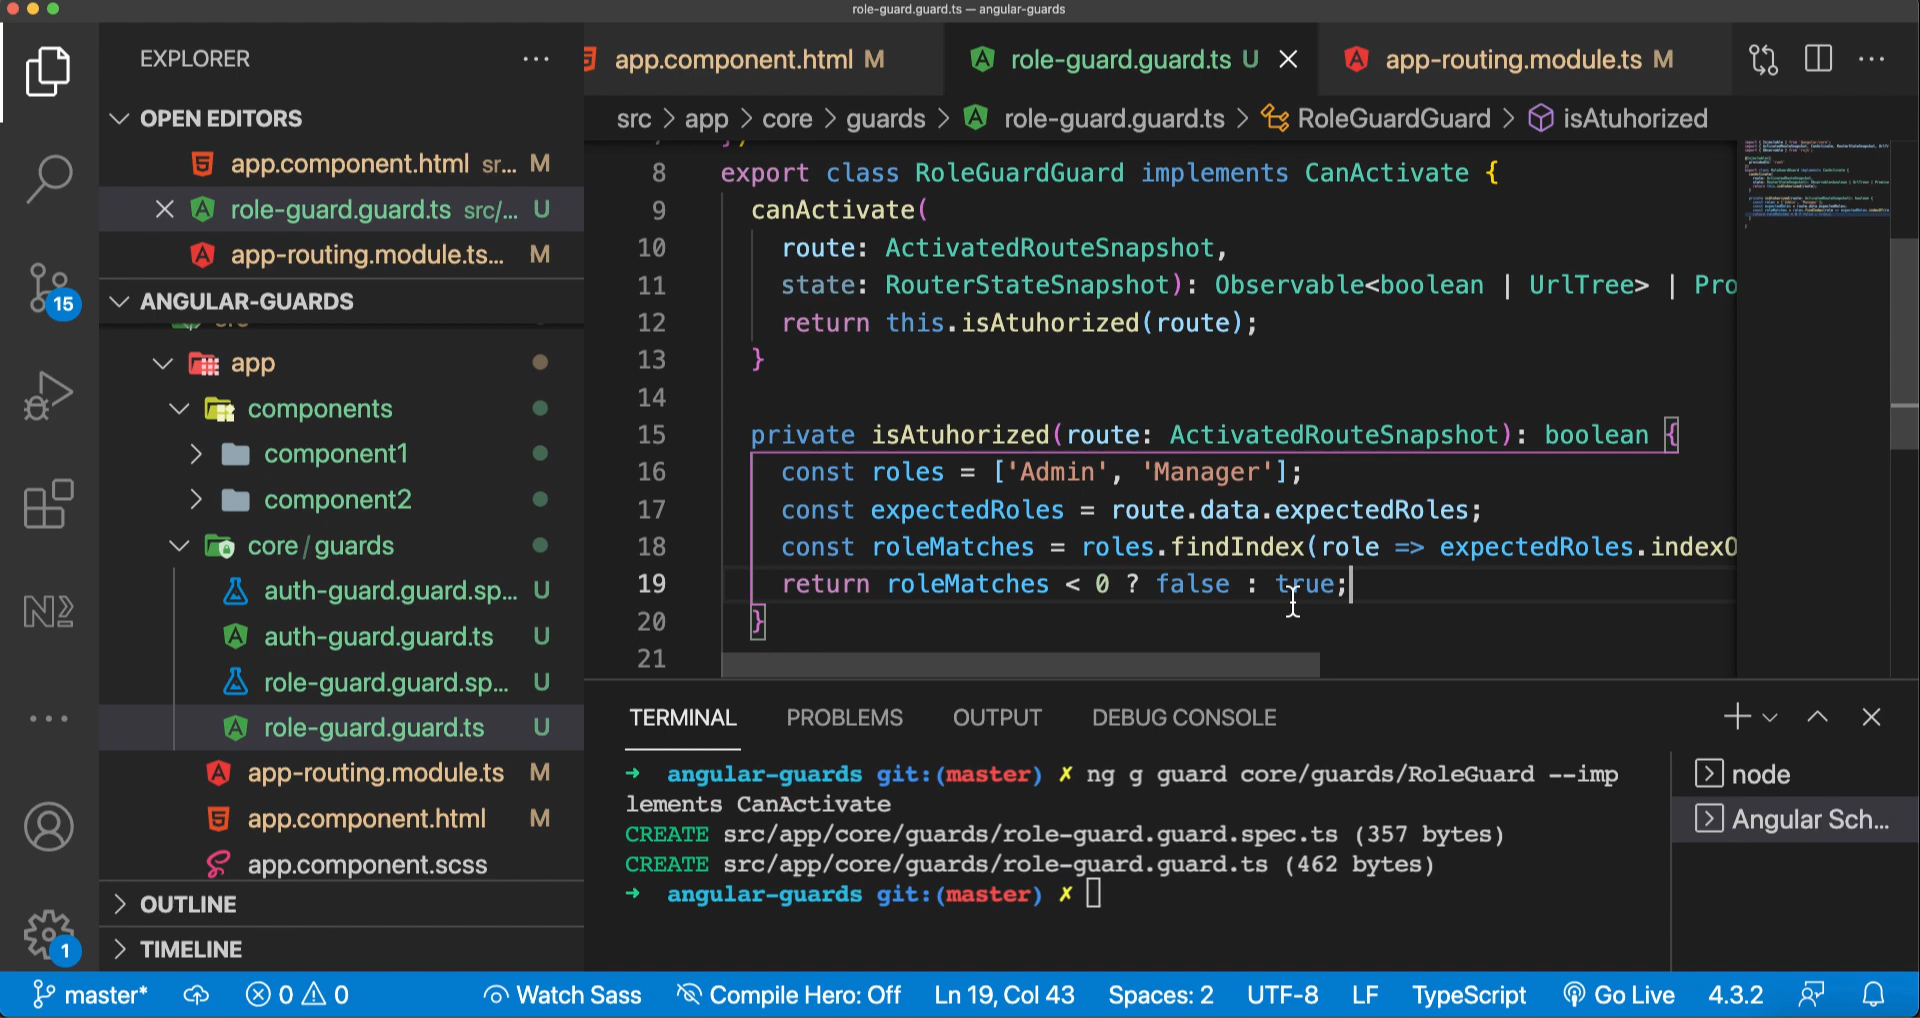 role-guard.guard.ts — angular-guards
EXPLORER
OPEN EDITORS
app.component.html sr... M
role-guard.guard.ts src/... U
app-routing.module.ts... M
ANGULAR-GUARDS
src
app
components
component1
component2
core / guards
auth-guard.guard.sp... U
auth-guard.guard.ts U
role-guard.guard.sp... U
role-guard.guard.ts U
app-routing.module.ts M
app.component.html M
app.component.scss
OUTLINE
TIMELINE
15
1
app.component.html M
role-guard.guard.ts U
app-routing.module.ts M
src > app > core > guards > role-guard.guard.ts > RoleGuardGuard > isAtuhorized
8 export class RoleGuardGuard implements CanActivate {
9 canActivate(
10 route: ActivatedRouteSnapshot,
11 state: RouterStateSnapshot): Observable<boolean | UrlTree> | Pro
12 return this.isAtuhorized(route);
13 }
14
15 private isAtuhorized(route: ActivatedRouteSnapshot): boolean {
16 const roles = ['Admin', 'Manager'];
17 const expectedRoles = route.data.expectedRoles;
18 const roleMatches = roles.findIndex(role => expectedRoles.indexO
19 return roleMatches < 0 ? false : true;
20 }
21
TERMINAL PROBLEMS OUTPUT DEBUG CONSOLE
➜ angular-guards git:(master) ✗ ng g guard core/guards/RoleGuard --imp
lements CanActivate
CREATE src/app/core/guards/role-guard.guard.spec.ts (357 bytes)
CREATE src/app/core/guards/role-guard.guard.ts (462 bytes)
➜ angular-guards git:(master) ✗
node
Angular Sch...
master* 0 0 Watch Sass Compile Hero: Off Ln 19, Col 43 Spaces: 2 UTF-8 LF TypeScript Go Live 4.3.2